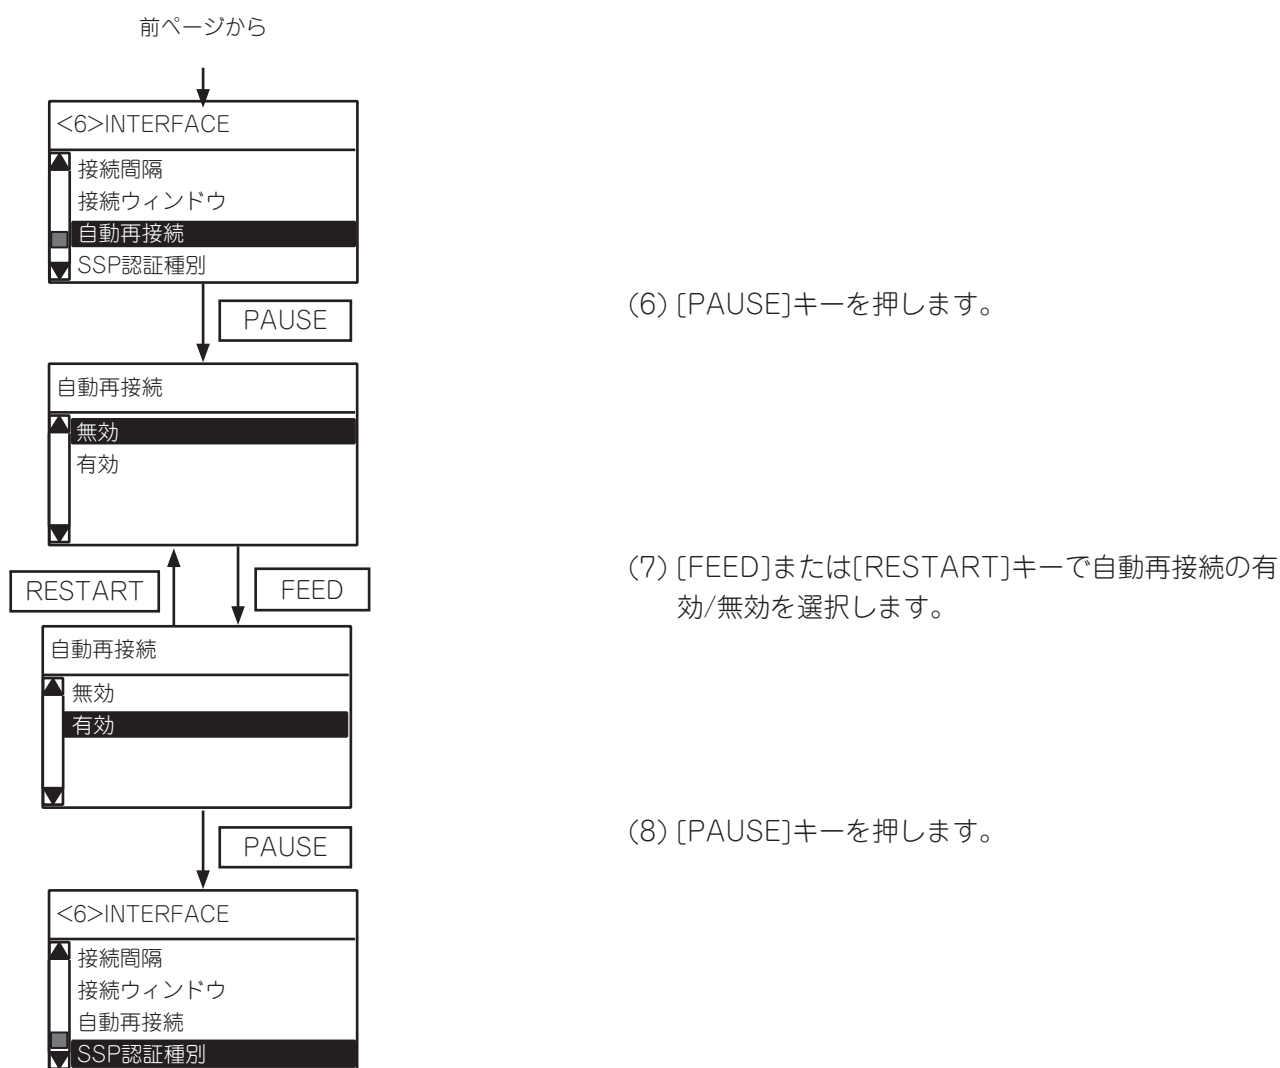 前ページから
<6>INTERFACE
接続間隔
接続ウィンドウ
自動再接続
SSP認証種別
PAUSE
(6) [PAUSE]キーを押します。
自動再接続
無効
有効
RESTART
FEED
(7) [FEED]または[RESTART]キーで自動再接続の有
効/無効を選択します。
自動再接続
無効
有効
PAUSE
(8) [PAUSE]キーを押します。
<6>INTERFACE
接続間隔
接続ウィンドウ
自動再接続
SSP認証種別